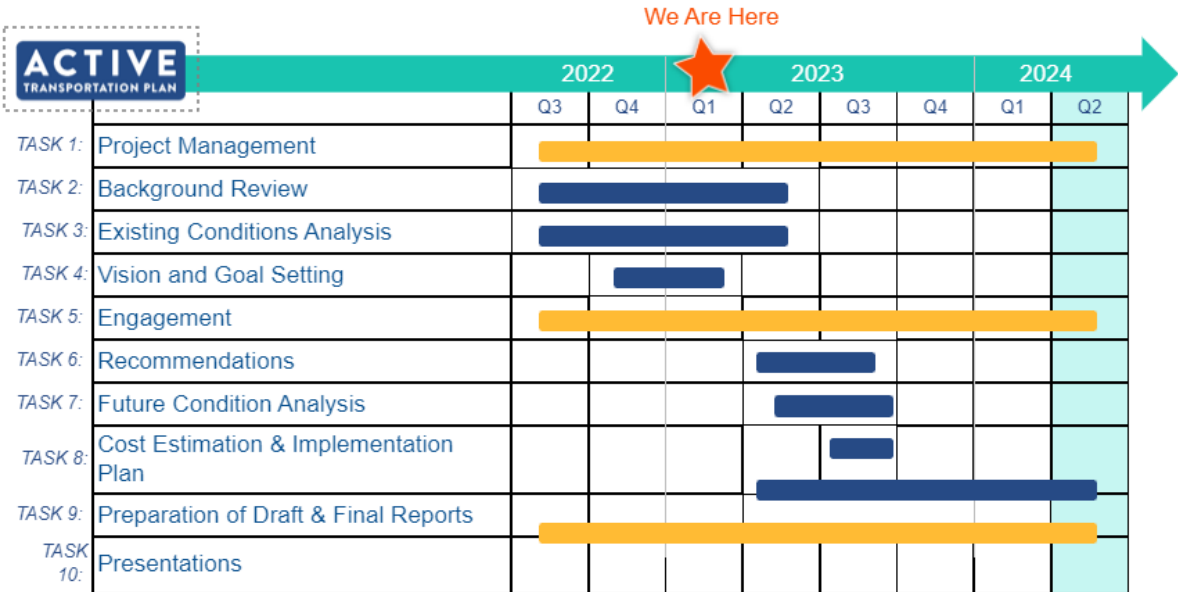 We Are Here
ACTIVE
TRANSPORTATION PLAN
2022 2023 2024
Q3 Q4 Q1 Q2 Q3 Q4 Q1 Q2
TASK 1: Project Management
TASK 2: Background Review
TASK 3: Existing Conditions Analysis
TASK 4: Vision and Goal Setting
TASK 5: Engagement
TASK 6: Recommendations
TASK 7: Future Condition Analysis
TASK 8: Cost Estimation & Implementation
Plan
TASK 9: Preparation of Draft & Final Reports
TASK
10: Presentations